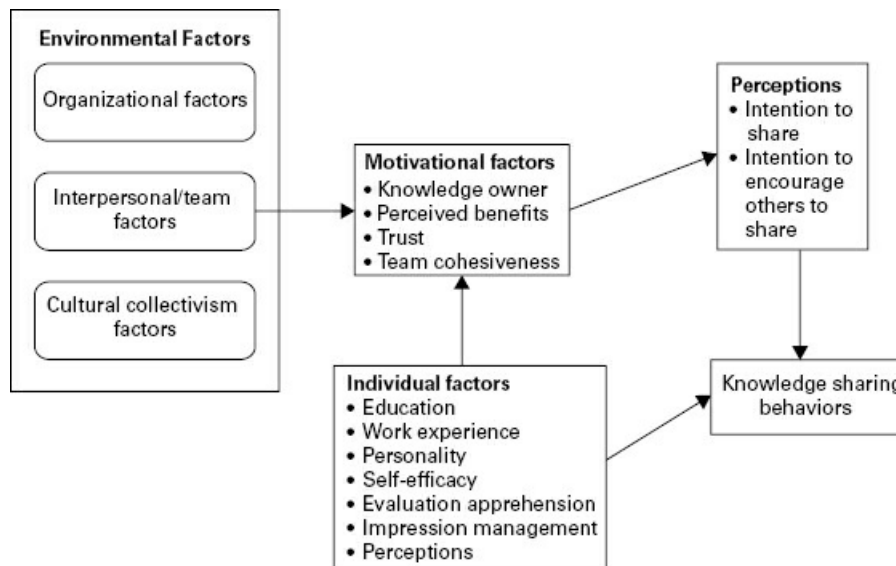 Environmental Factors
Organizational factors
Interpersonal/team
factors
Cultural collectivism
factors
Motivational factors
• Knowledge owner
• Perceived benefits
• Trust
• Team cohesiveness
Individual factors
• Education
• Work experience
• Personality
• Self-efficacy
• Evaluation apprehension
• Impression management
• Perceptions
Perceptions
• Intention to
share
• Intention to
encourage
others to
share
Knowledge sharing
behaviors